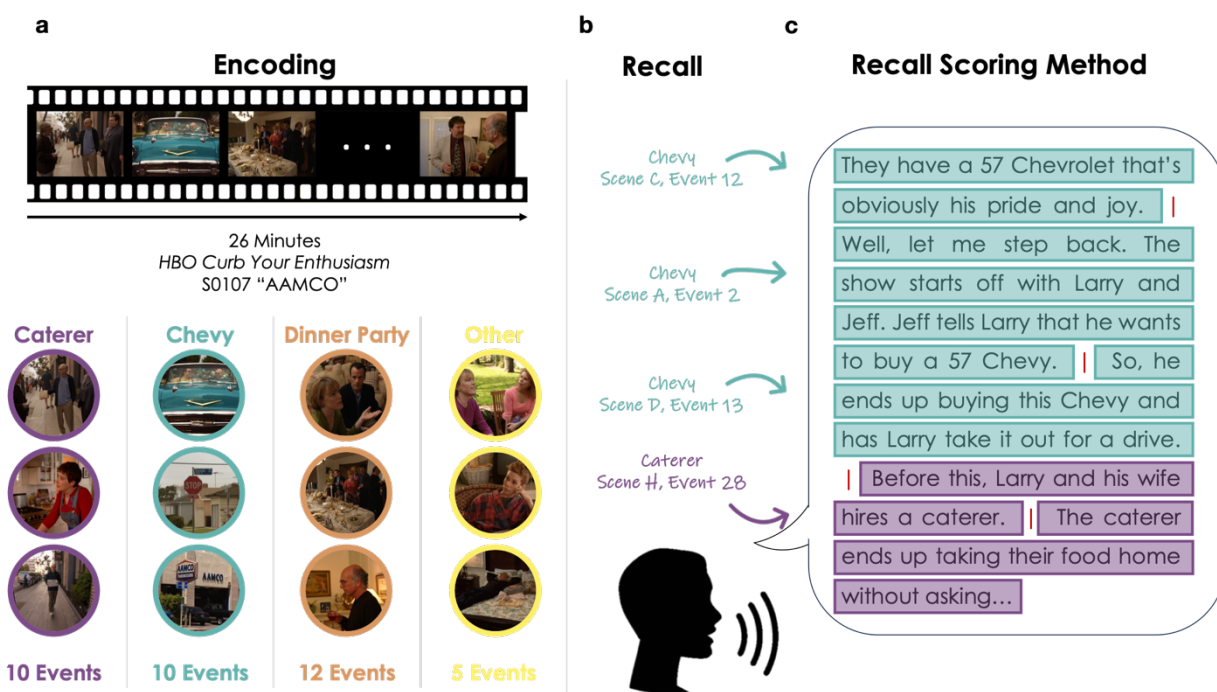 a
Encoding
26 Minutes
HBO Curb Your Enthusiasm
S0107 “AAMCO”
Caterer
Chevy
Dinner Party
Other
STOP
AAMCO
AAMCO
10 Events
10 Events
12 Events
5 Events
b
Recall
Chevy
Scene C, Event 12
Chevy
Scene A, Event 2
Chevy
Scene D, Event 13
Caterer
Scene H, Event 28
c
Recall Scoring Method
They have a 57 Chevrolet that’s
obviously his pride and joy. |
Well, let me step back. The
show starts off with Larry and
Jeff. Jeff tells Larry that he wants
to buy a 57 Chevy. | So, he
ends up buying this Chevy and
has Larry take it out for a drive.
| Before this, Larry and his wife
hires a caterer. | The caterer
ends up taking their food home
without asking...